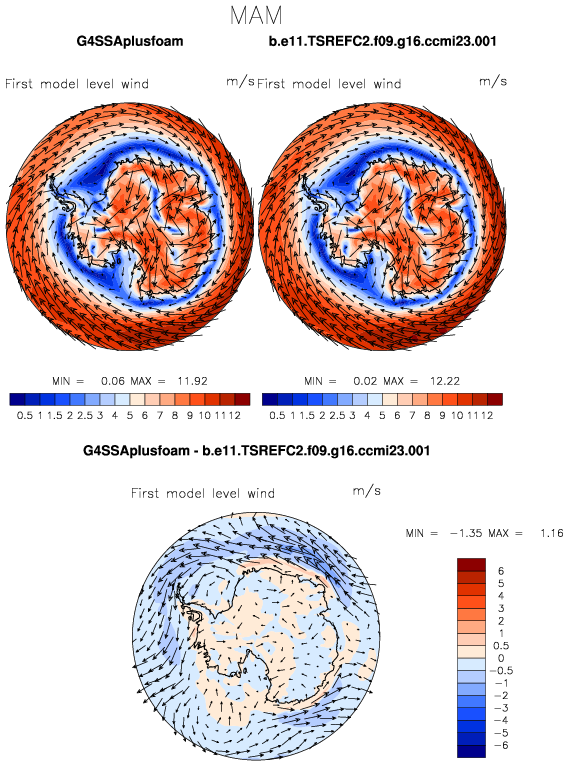 MAM
G4SSAplusfoam
b.e11.TSREFC2.f09.g16.ccmi23.001
First model level wind m/s
First model level wind m/s
MIN = 0.06 MAX = 11.92
MIN = 0.02 MAX = 12.22
0.5 1 1.5 2 2.5 3 4 5 6 7 8 9 10 11 12
0.5 1 1.5 2 2.5 3 4 5 6 7 8 9 10 11 12
G4SSAplusfoam - b.e11.TSREFC2.f09.g16.ccmi23.001
First model level wind m/s
MIN = -1.35 MAX = 1.16
6
5
4
3
2
1
0.5
0
-0.5
-1
-2
-3
-4
-5
-6